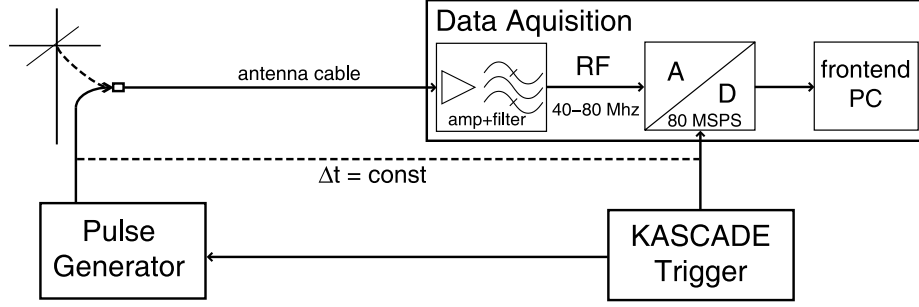 Data Aquisition
antenna cable
amp+filter
RF
40–80 Mhz
A
D
80 MSPS
frontend
PC
Δt = const
Pulse
Generator
KASCADE
Trigger